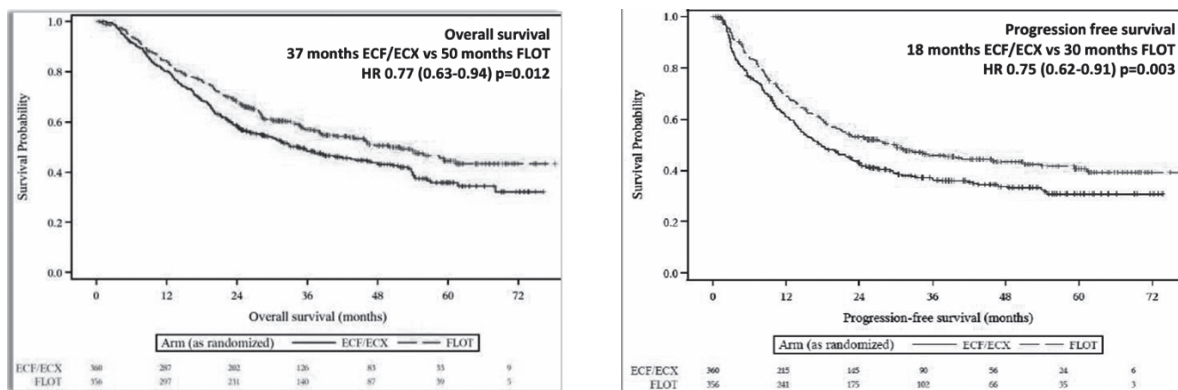 Overall survival
37 months ECF/ECX vs 50 months FLOT
HR 0.77 (0.63-0.94) p=0.012
1.0
0.8
0.6
0.4
0.2
0.0
Survival Probability
0 12 24 36 48 60 72
Overall survival (months)
Arm (as randomized) ECF/ECX FLOT
ECF/ECX 360 287 202 126 83 33 9
FLOT 356 297 231 140 87 39 5
Progression free survival
18 months ECF/ECX vs 30 months FLOT
HR 0.75 (0.62-0.91) p=0.003
1.0
0.8
0.6
0.4
0.2
0.0
Survival Probability
0 12 24 36 48 60 72
Progression-free survival (months)
Arm (as randomized) ECF/ECX FLOT
ECF/ECX 360 215 90 56 24 6
FLOT 356 241 175 102 66 35 3